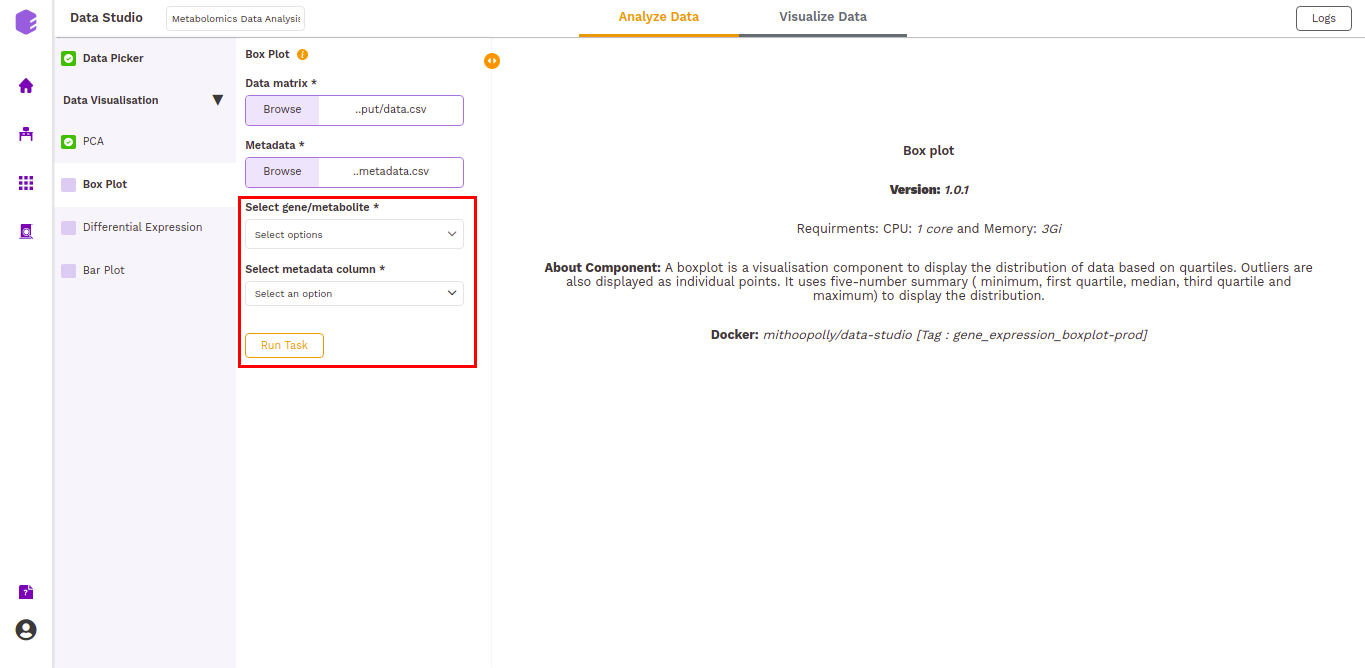 Data Studio
Metabolomics Data Analysis
Analyze Data
Visualize Data
Logs
Data Picker
Data Visualisation
PCA
Box Plot
Differential Expression
Bar Plot
Box Plot
Data matrix *
Browse ..put/data.csv
Metadata *
Browse ..metadata.csv
Select gene/metabolite *
Select options
Select metadata column *
Select an option
Run Task
Box plot
Version: 1.0.1
Requirments: CPU: 1 core and Memory: 3Gi
About Component: A boxplot is a visualisation component to display the distribution of data based on quartiles. Outliers are
also displayed as individual points. It uses five-number summary ( minimum, first quartile, median, third quartile and
maximum) to display the distribution.
Docker: mithoopolly/data-studio [Tag : gene_expression_boxplot-prod]